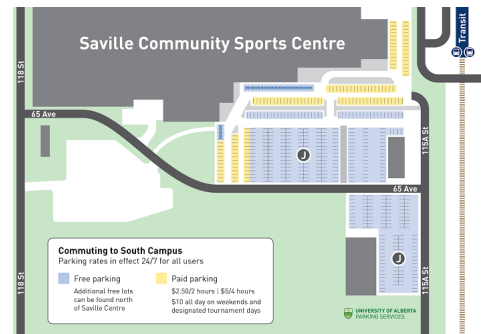 Transit
Saville Community Sports Centre
118 St
65 Ave
115A St
J
65 Ave
Commuting to South Campus
Parking rates in effect 24/7 for all users
Free parking
Additional free lots
can be found north
of Saville Centre
Paid parking
$2.50/2 hours | $5/4 hours
$10 all day on weekends and
designated tournament days
J
118 St
115A St
UNIVERSITY OF ALBERTA
PARKING SERVICES